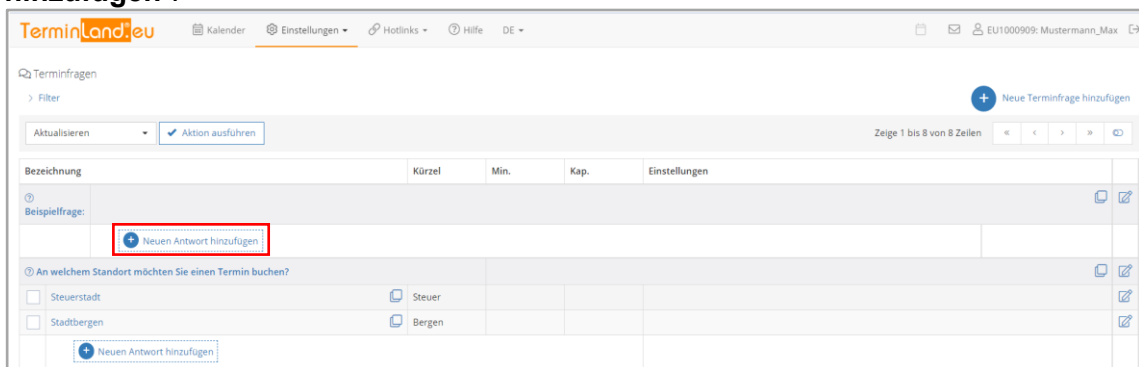 hinzufügen".
TerminLand.eu Kalender Einstellungen Hotlinks Hilfe DE EU1000909: Mustermann_Max
Terminfragen
> Filter Neue Terminfrage hinzufügen
Aktualisieren Aktion ausführen Zeige 1 bis 8 von 8 Zeilen « < > »
Bezeichnung Kürzel Min. Kap. Einstellungen
Beispielfrage:
Neuen Antwort hinzufügen
An welchem Standort möchten Sie einen Termin buchen?
Steuerstadt Steuer
Stadtbergen Bergen
Neuen Antwort hinzufügen